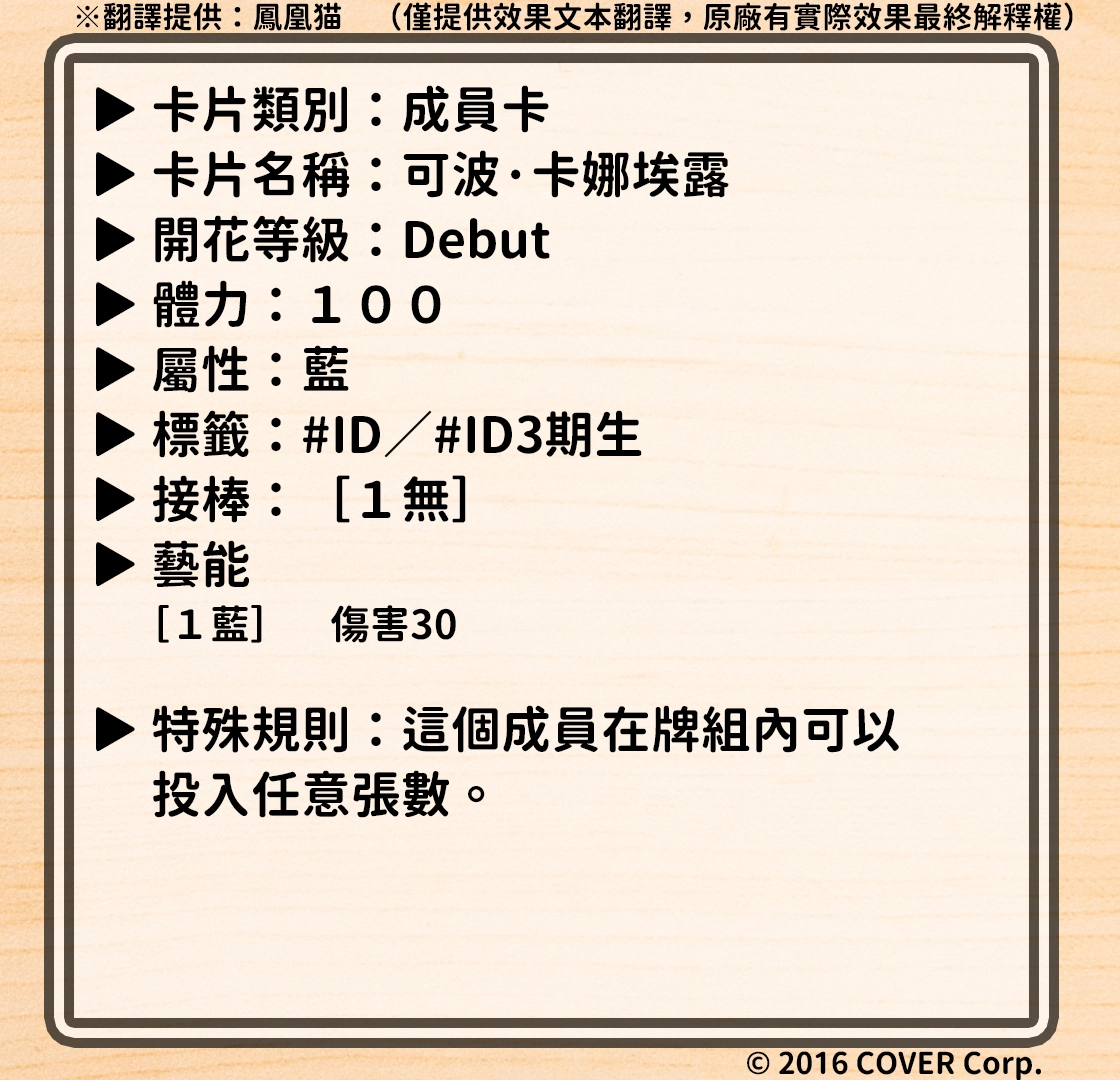 ※翻譯提供：鳳凰猫　（僅提供效果文本翻譯，原廠有實際效果最終解釋權）
▶ 卡片類別：成員卡
▶ 卡片名稱：可波·卡娜埃露
▶ 開花等級：Debut
▶ 體力：１００
▶ 屬性：藍
▶ 標籤：#ID／#ID3期生
▶ 接棒：［１無］
▶ 藝能
［１藍］　傷害30
▶ 特殊規則：這個成員在牌組內可以
投入任意張數。
© 2016 COVER Corp.